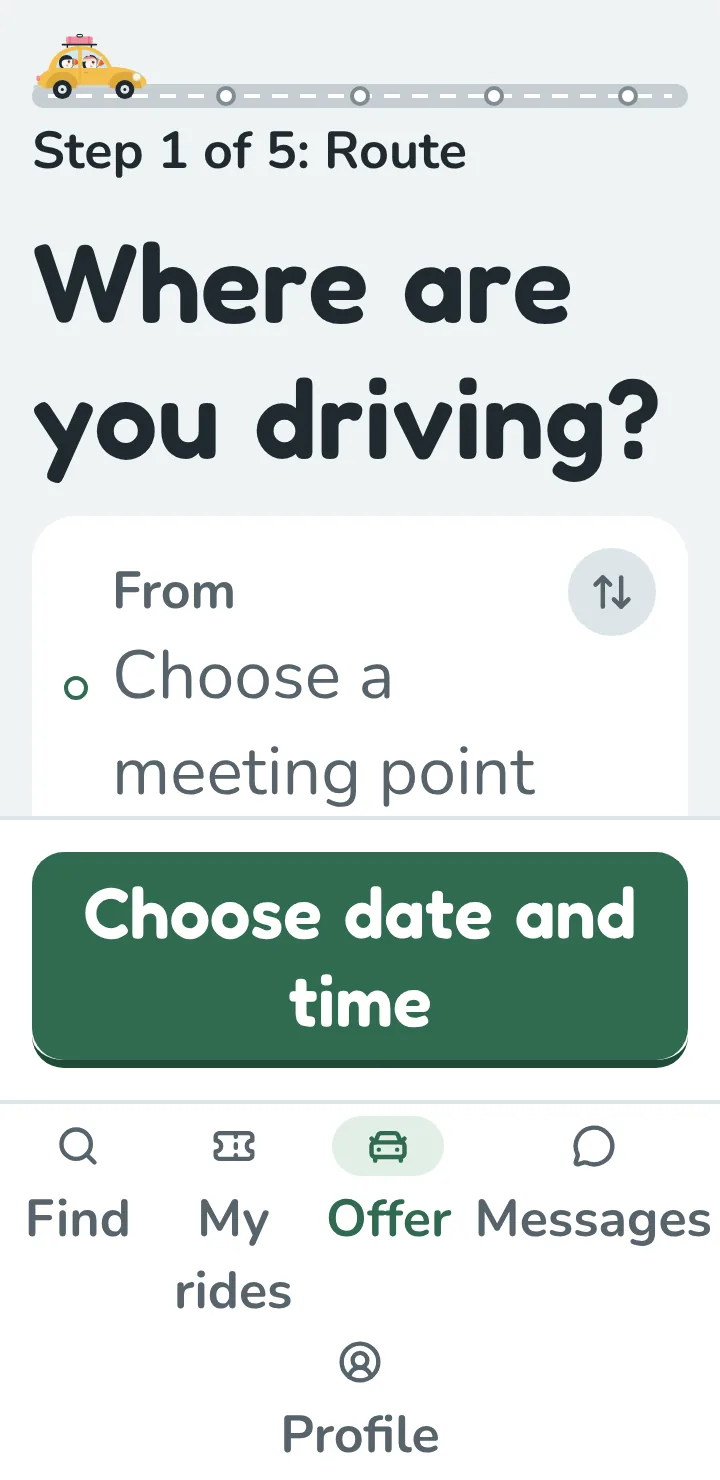 Step 1 of 5: Route
Where are
you driving?
From
Choose a
meeting point
Choose date and
time
Find
My
rides
Offer
Messages
Profile